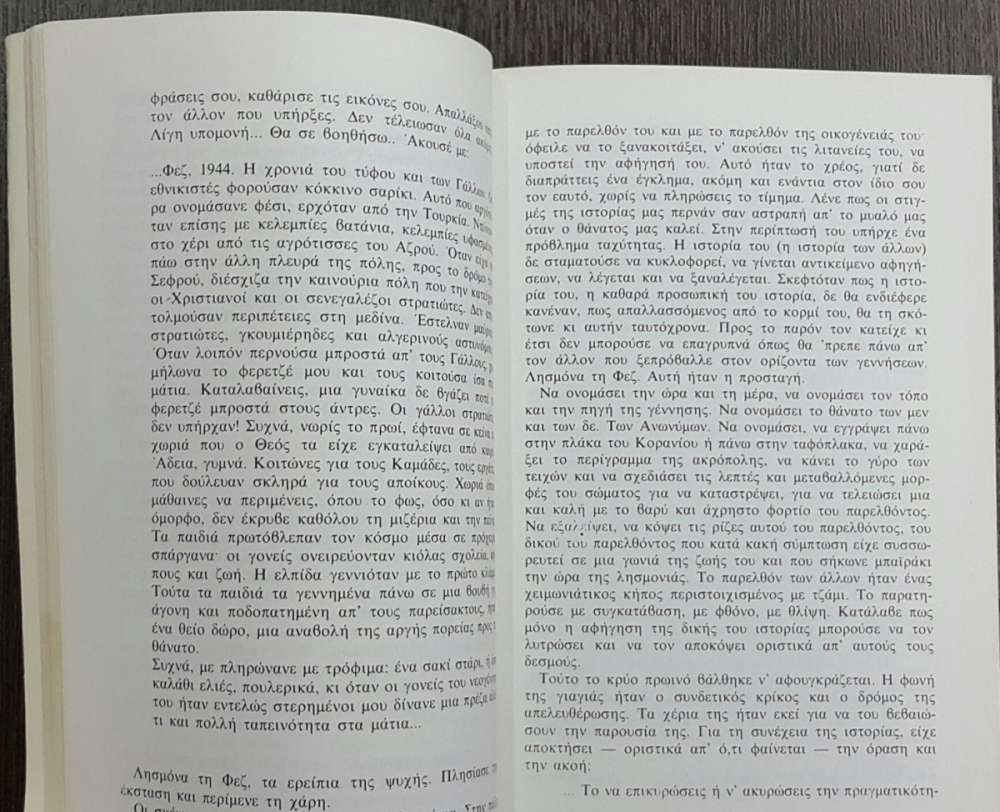 φράσεις σου, καθάρισε τις εικόνες σου. Απαλλάξου
τον άλλον που υπήρξες. Δεν τέλειωσαν όλα
Λίγη υπομονή... Θα σε βοηθήσω.. Άκουσέ με:
...Φεζ, 1944. Η χρονιά του τύφου και των Γάλλων.
εθνικιστές φορούσαν κόκκινο σαρίκι. Αυτό που
ρα ονομάσανε φέσι, ερχόταν από την Τουρκία.
ταν επίσης με κελεμπίες βατάνια, κελεμπίες
στο χέρι από τις αγρότισσες του Αζρού. Όταν είχα
πάω στην άλλη πλευρά της πόλης, προς το δρόμο
Σεφρού, διέσχιζα την καινούρια πόλη που την
οι Χριστιανοί και οι σενεγαλέζοι στρατιώτες. Δεν
τολμούσαν περιπέτειες στη μεδίνα. Έστελναν
στρατιώτες, γκουμιέρηδες και αλγερινούς
Όταν λοιπόν περνούσα μπροστά απ' τους Γάλλους,
μήλωνα το φερετζέ μου και τους κοιτούσα ίσα
μάτια. Καταλαβαίνεις, μια γυναίκα δε βγάζει ποτέ
φερετζέ μπροστά στους άντρες. Οι γάλλοι
δεν υπήρχαν! Συχνά, νωρίς το πρωί, έφτανα σε
χωριά που ο Θεός τα είχε εγκαταλείψει από
Άδεια, γυμνά. Κοιτώνες για τους Καμάδες, τους
που δούλευαν σκληρά για τους αποίκους. Χωριά
μάθαινες να περιμένεις, όπου το φως, όσο κι αν
όμορφο, δεν έκρυβε καθόλου τη μιζέρια και την
Τα παιδιά πρωτόβλεπαν τον κόσμο μέσα σε
σπάργανα· οι γονείς ονειρεύονταν κιόλας σχολεία,
πους και ζωή. Η ελπίδα γεννιόταν με το πρώτο
Τούτα τα παιδιά τα γεννημένα πάνω σε μια βουβή
άγονη και ποδοπατημένη απ' τους παρείσακτους,
ένα θείο δώρο, μια αναβολή της αργής πορείας προς
θάνατο.
Συχνά, με πληρώνανε με τρόφιμα: ένα σακί στάρι, ή
καλάθι ελιές, πουλερικά, κι όταν οι γονείς του
του ήταν εντελώς στερημένοι μου δίνανε μια πρέζα
τι και πολλή ταπεινότητα στα μάτια...
Λησμόνα τη Φεζ, τα ερείπια της ψυχής. Πλησίασε
έκσταση και περίμενε τη χάρη.
με το παρελθόν του και με το παρελθόν της οικογένειάς του·
όφειλε να το ξανακοιτάξει, ν' ακούσει τις λιτανείες του, να
υποστεί την αφήγησή του. Αυτό ήταν το χρέος, γιατί δε
διαπράττεις ένα έγκλημα, ακόμη και ενάντια στον ίδιο σου
τον εαυτό, χωρίς να πληρώσεις το τίμημα. Λένε πως οι στιγ-
μές της ιστορίας μας περνάν σαν αστραπή απ' το μυαλό μας
όταν ο θάνατος μας καλεί. Στην περίπτωσή του υπήρχε ένα
πρόβλημα ταχύτητας. Η ιστορία του (η ιστορία των άλλων)
δε σταματούσε να κυκλοφορεί, να γίνεται αντικείμενο αφηγή-
σεων, να λέγεται και να ξαναλέγεται. Σκεφτόταν πως η ιστο-
ρία του, η καθαρά προσωπική του ιστορία, δε θα ενδιέφερε
κανέναν, πως απαλλασσόμενος από το κορμί του, θα τη σκό-
τωνε κι αυτήν ταυτόχρονα. Προς το παρόν τον κατείχε κι
έτσι δεν μπορούσε να επαγρυπνά όπως θα 'πρεπε πάνω απ'
τον άλλον που ξεπρόβαλλε στον ορίζοντα των γεννήσεων.
Λησμόνα τη Φεζ. Αυτή ήταν η προσταγή.
Να ονομάσει την ώρα και τη μέρα, να ονομάσει τον τόπο
και την πηγή της γέννησης. Να ονομάσει το θάνατο των μεν
και των δε. Των Ανωνύμων. Να ονομάσει, να εγγράψει πάνω
στην πλάκα του Κορανίου ή πάνω στην ταφόπλακα, να χαρά-
ξει το περίγραμμα της ακρόπολης, να κάνει το γύρο των
τειχών και να σχεδιάσει τις λεπτές και μεταβαλλόμενες μορ-
φές του σώματος για να καταστρέψει, για να τελειώσει μια
και καλή με το βαρύ και άχρηστο φορτίο του παρελθόντος.
Να εξαλείψει, να κόψει τις ρίζες αυτού του παρελθόντος, του
δικού του παρελθόντος που κατά κακή σύμπτωση είχε συσσω-
ρευτεί σε μια γωνιά της ζωής του και που σήκωνε μπαϊράκι
την ώρα της λησμονιάς. Το παρελθόν των άλλων ήταν ένας
χειμωνιάτικος κήπος περιστοιχισμένος με τζάμι. Το παρατη-
ρούσε με συγκατάβαση, με φθόνο, με θλίψη. Κατάλαβε πως
μόνο η αφήγηση της δικής του ιστορίας μπορούσε να τον
λυτρώσει και να τον αποκόψει οριστικά απ' αυτούς τους
δεσμούς.
Τούτο το κρύο πρωινό βάλθηκε ν' αφουγκράζεται. Η φωνή
της γιαγιάς ήταν ο συνδετικός κρίκος και ο δρόμος της
απελευθέρωσης. Τα χέρια της ήταν εκεί για να του βεβαιώ-
σουν την παρουσία της. Για τη συνέχεια της ιστορίας, είχε
αποκτήσει — οριστικά απ' ό,τι φαίνεται — την όραση και
την ακοή:
... Το να επικυρώσεις ή ν' ακυρώσεις την πραγματικότη-